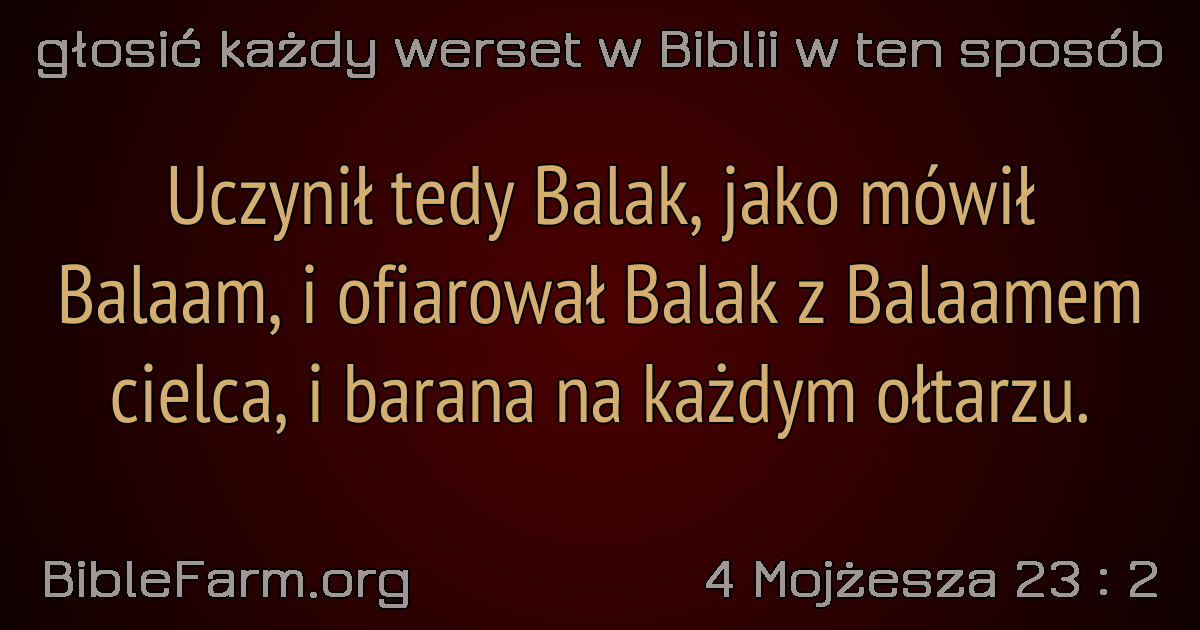 głosić każdy werset w Biblii w ten sposób
Uczynił tedy Balak, jako mówił
Balaam, i ofiarował Balak z Balaamem
cielca, i barana na każdym ołtarzu.
BibleFarm.org
4 Mojżesza 23 : 2